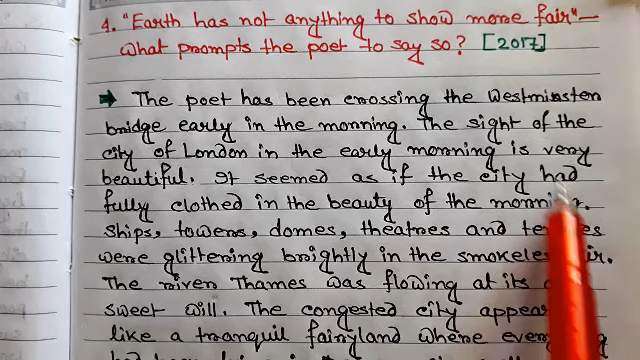 4. "Earth has not anything to show more fair"—
what prompts the poet to say so? [2017]
→ The poet has been crossing the Westminster
bridge early in the morning. The sight of the
city of London in the early morning is very
beautiful. It seemed as if the city had
fully clothed in the beauty of the
Ships, towers, domes, theatres and
were glittering brightly in the
The river Thames was flowing at its
sweet will. The congested city
like a tranquil fairyland where